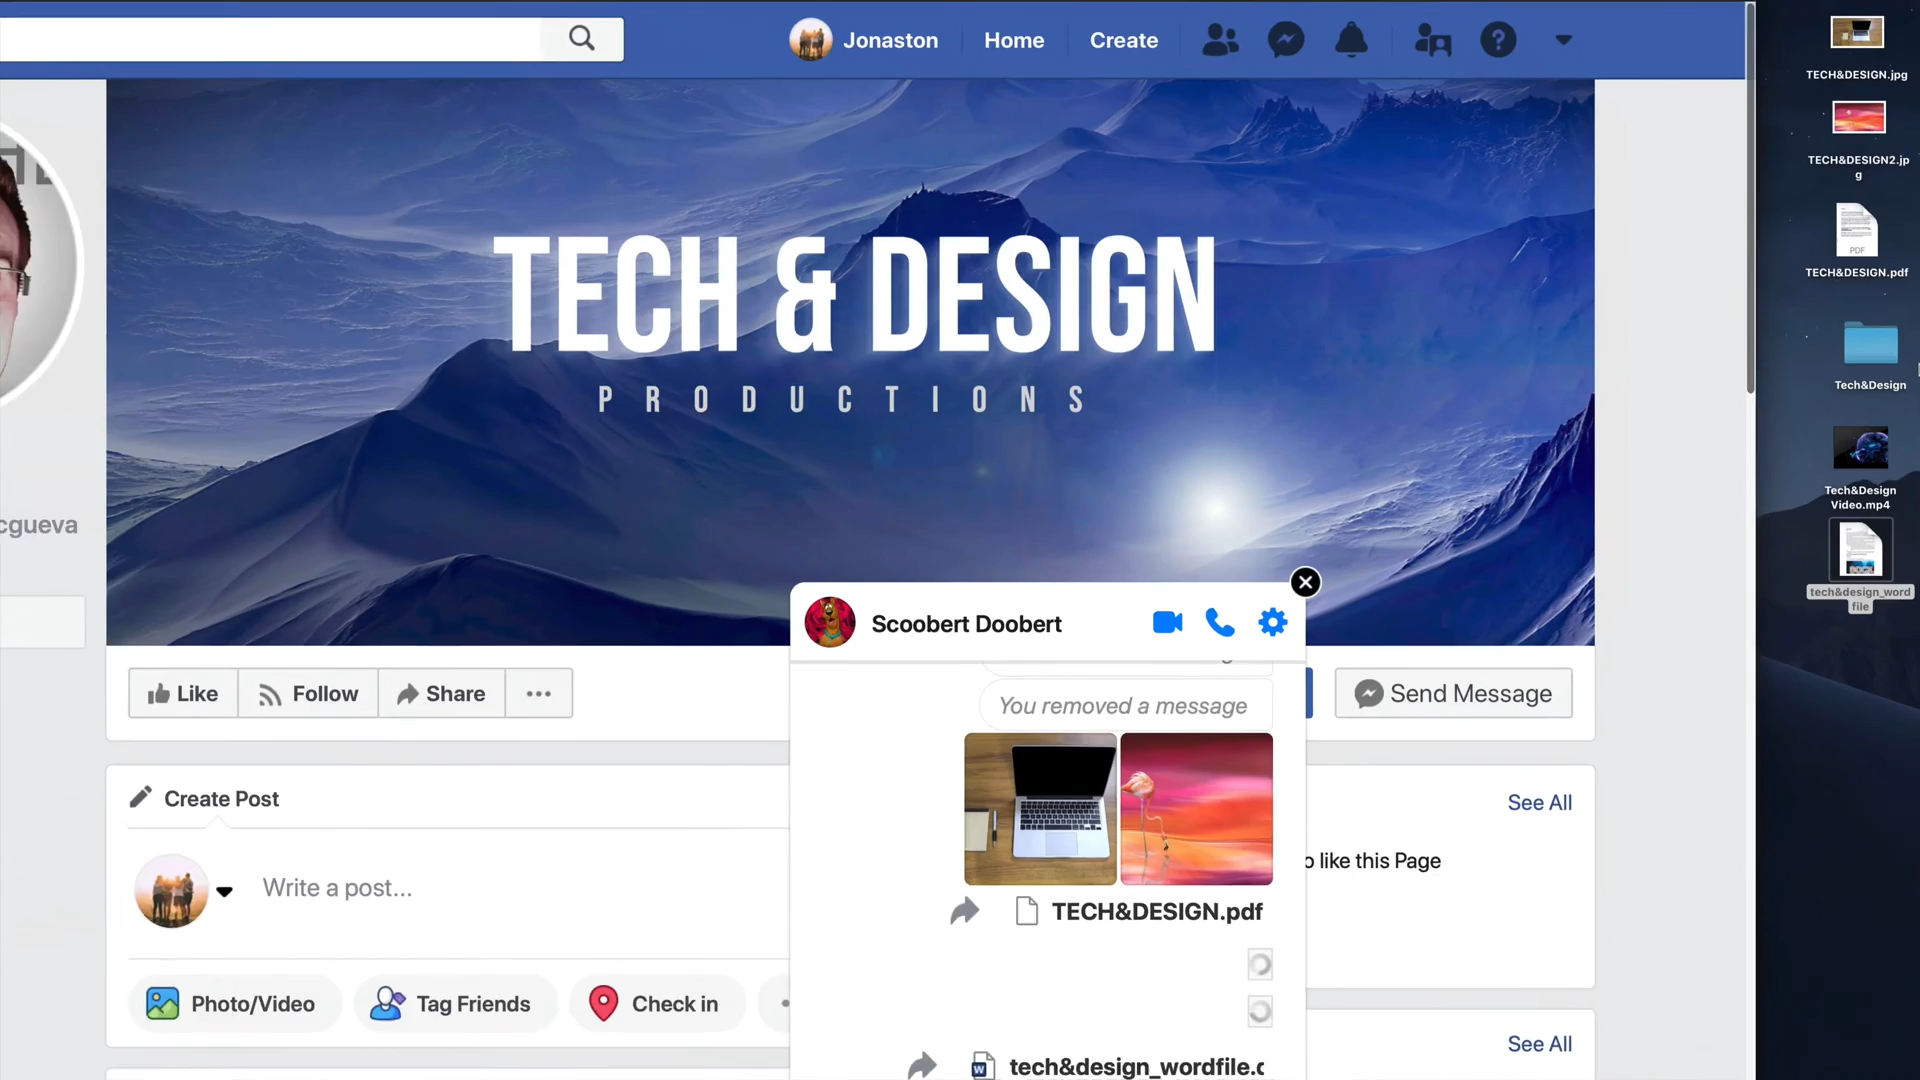 Jonaston
Home
Create
TECH & DESIGN
PRODUCTIONS
cgueva
Like
Follow
Share
Send Message
Create Post
Write a post...
Photo/Video
Tag Friends
Check in
Scoobert Doobert
You removed a message
TECH&DESIGN.pdf
tech&design_wordfile.c
See All
o like this Page
See All
TECH&DESIGN.jpg
TECH&DESIGN2.jp
g
PDF
TECH&DESIGN.pdf
Tech&Design
Tech&Design
Video.mp4
tech&design_word
file